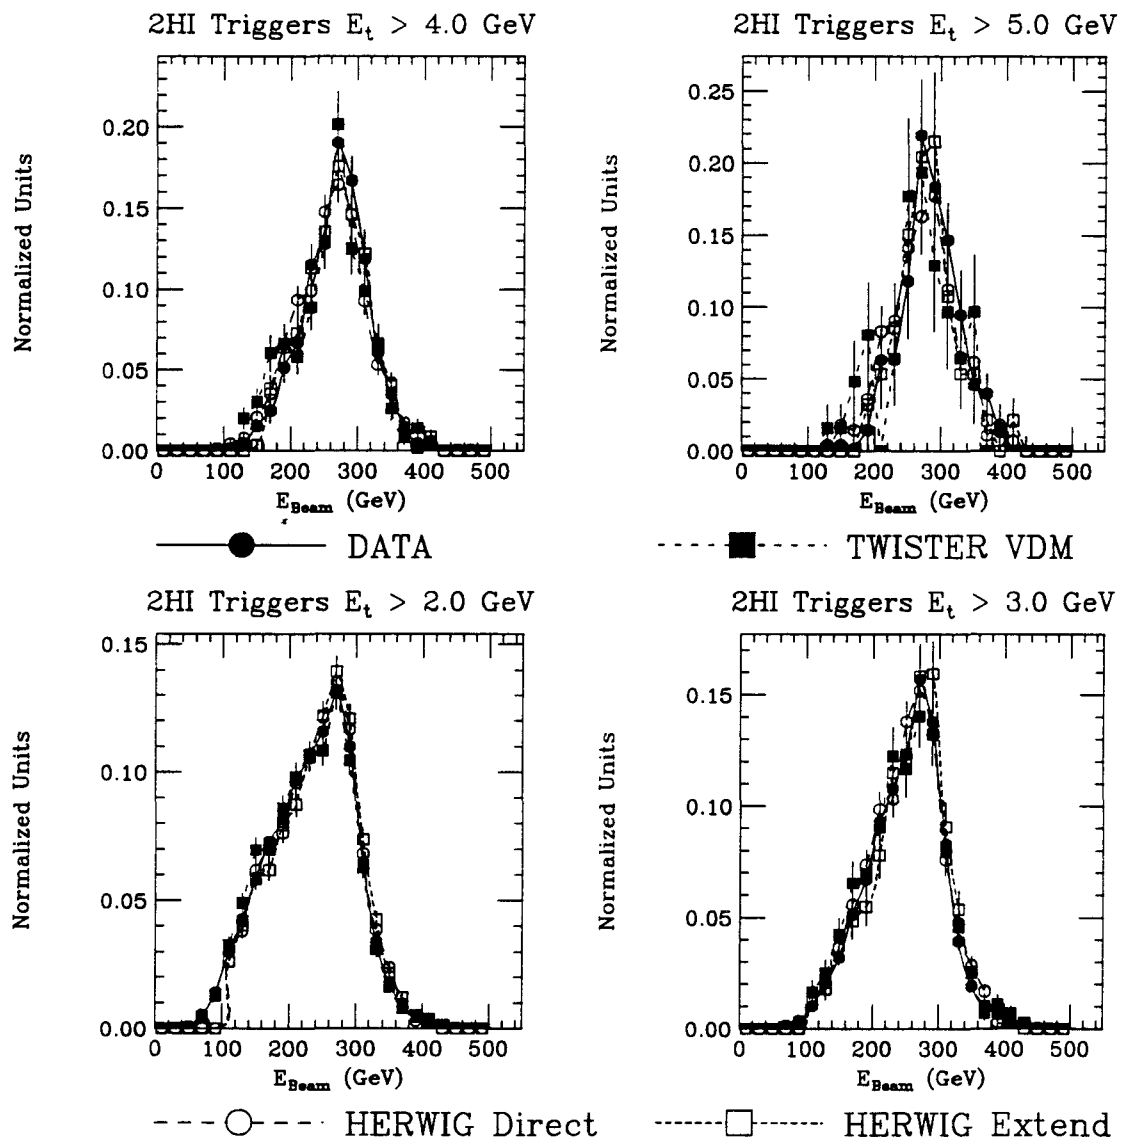 2HI Triggers E_t > 4.0 GeV
2HI Triggers E_t > 5.0 GeV
Normalized Units
0.20
0.15
0.10
0.05
0.00
0 100 200 300 400 500
E_Beam (GeV)
Normalized Units
0.25
0.20
0.15
0.10
0.05
0.00
0 100 200 300 400 500
E_Beam (GeV)
DATA
TWISTER VDM
2HI Triggers E_t > 2.0 GeV
2HI Triggers E_t > 3.0 GeV
Normalized Units
0.15
0.10
0.05
0.00
0 100 200 300 400 500
E_Beam (GeV)
Normalized Units
0.15
0.10
0.05
0.00
0 100 200 300 400 500
E_Beam (GeV)
HERWIG Direct
HERWIG Extend